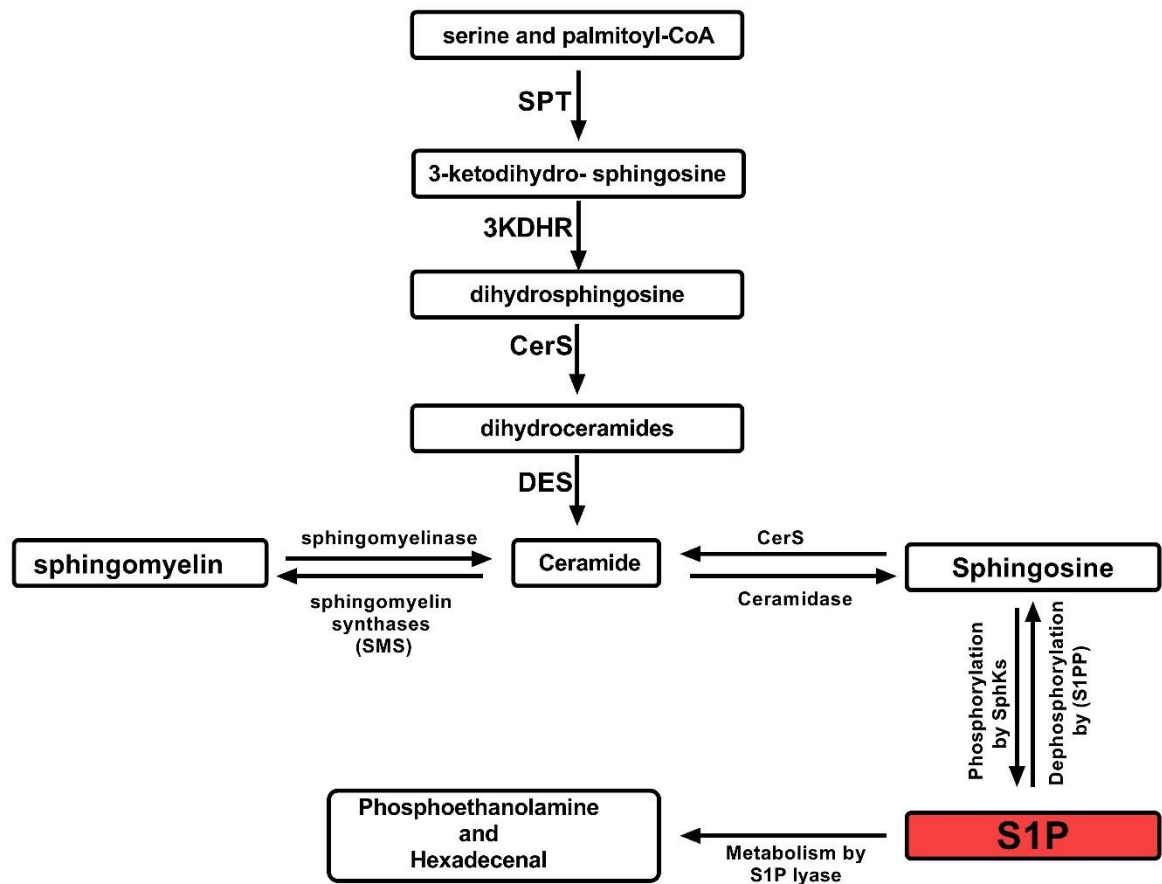 serine and palmitoyl-CoA
SPT
3-ketodihydro- sphingosine
3KDHR
dihydrosphingosine
CerS
dihydroceramides
DES
sphingomyelin
sphingomyelinase
sphingomyelin
synthases
(SMS)
Ceramide
CerS
Ceramidase
Sphingosine
Phosphorylation
by SphKs
Dephosphorylation
by (S1PP)
S1P
Metabolism by
S1P lyase
Phosphoethanolamine
and
Hexadecenal